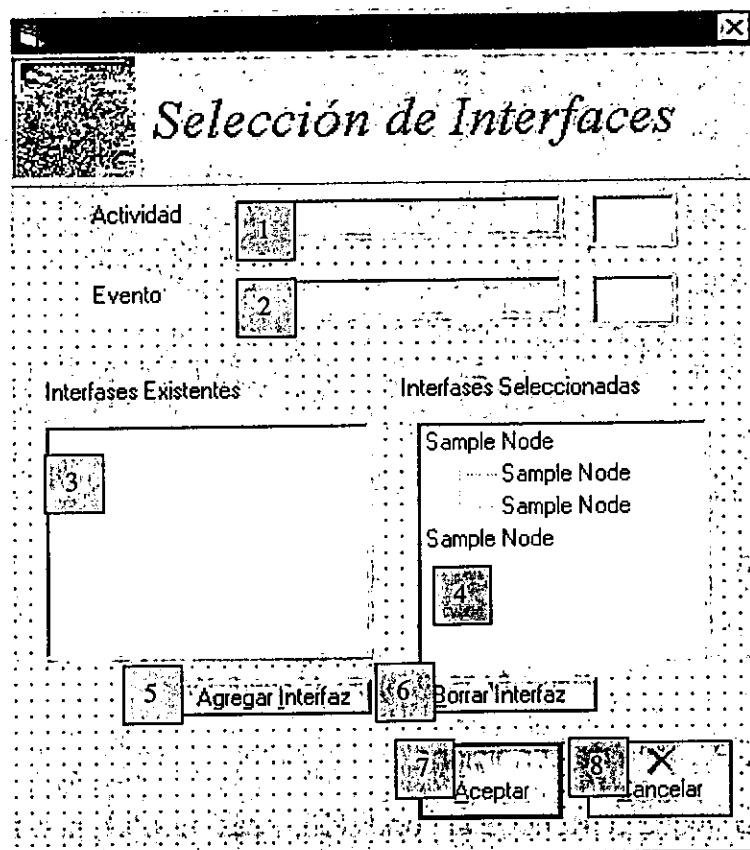 Selección de Interfaces
Actividad 1
Evento 2
Interfases Existentes Interfases Seleccionadas
Sample Node
3 Sample Node
Sample Node
Sample Node
4
5 Agregar Interfaz 6 Borrar Interfaz
7 Aceptar 8 Cancelar